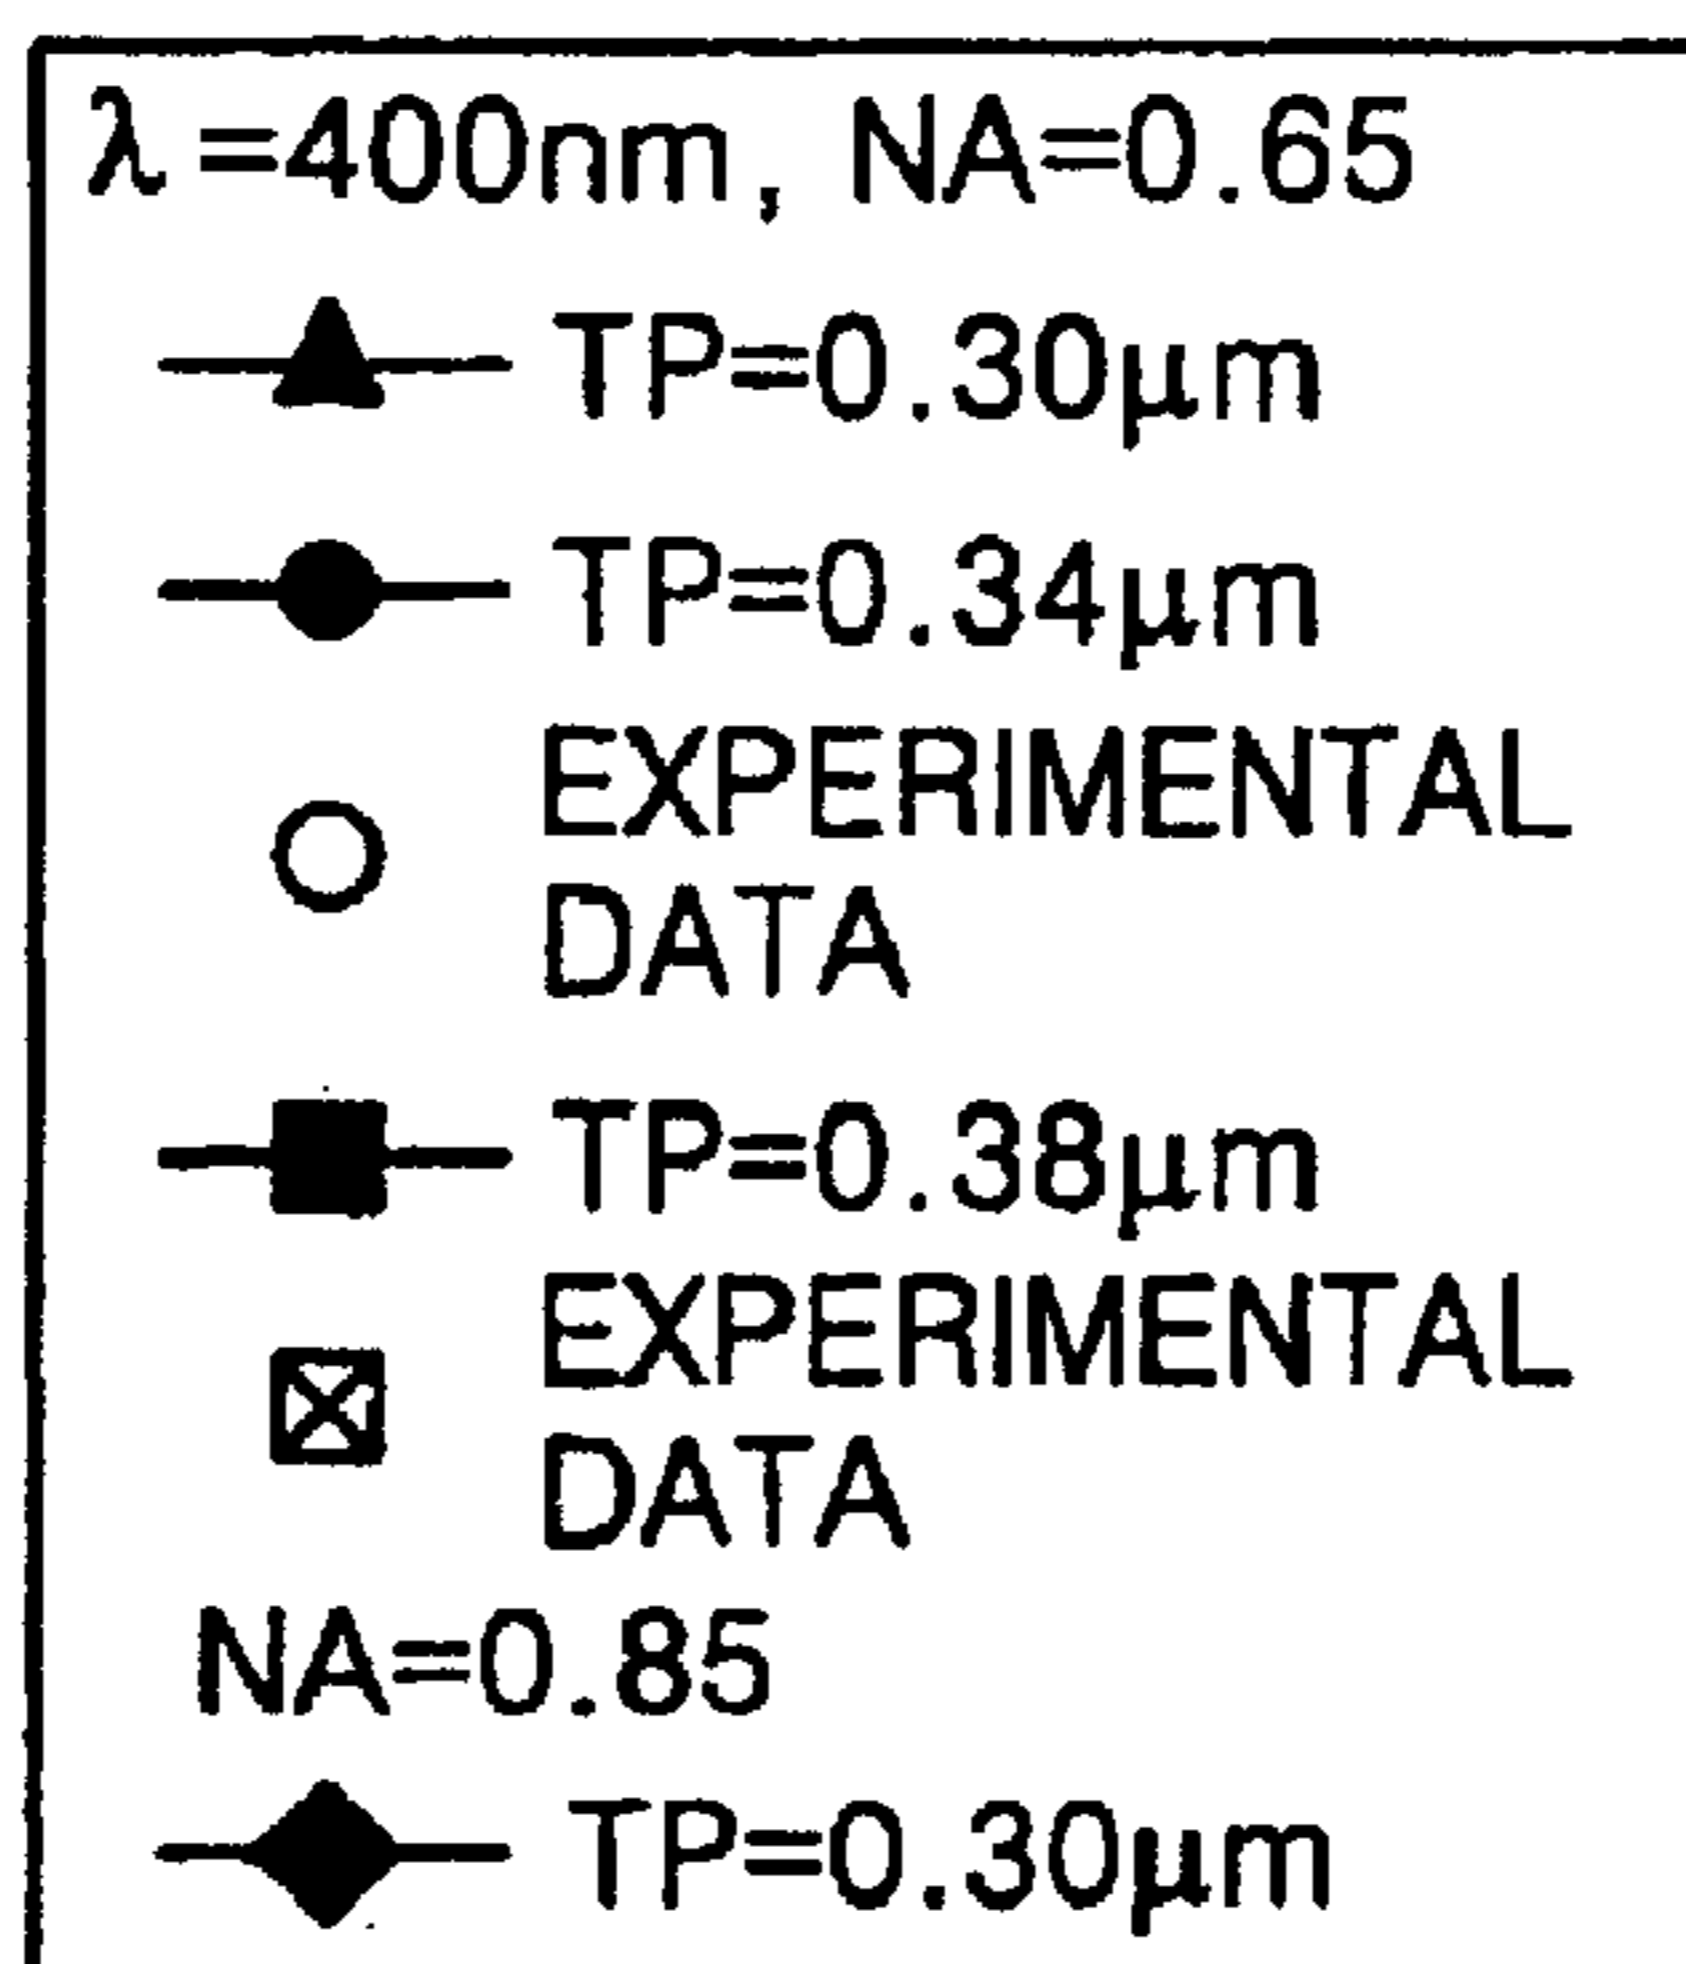 λ=400nm, NA=0.65
TP=0.30μm
TP=0.34μm
EXPERIMENTAL
DATA
TP=0.38μm
EXPERIMENTAL
DATA
NA=0.85
TP=0.30μm